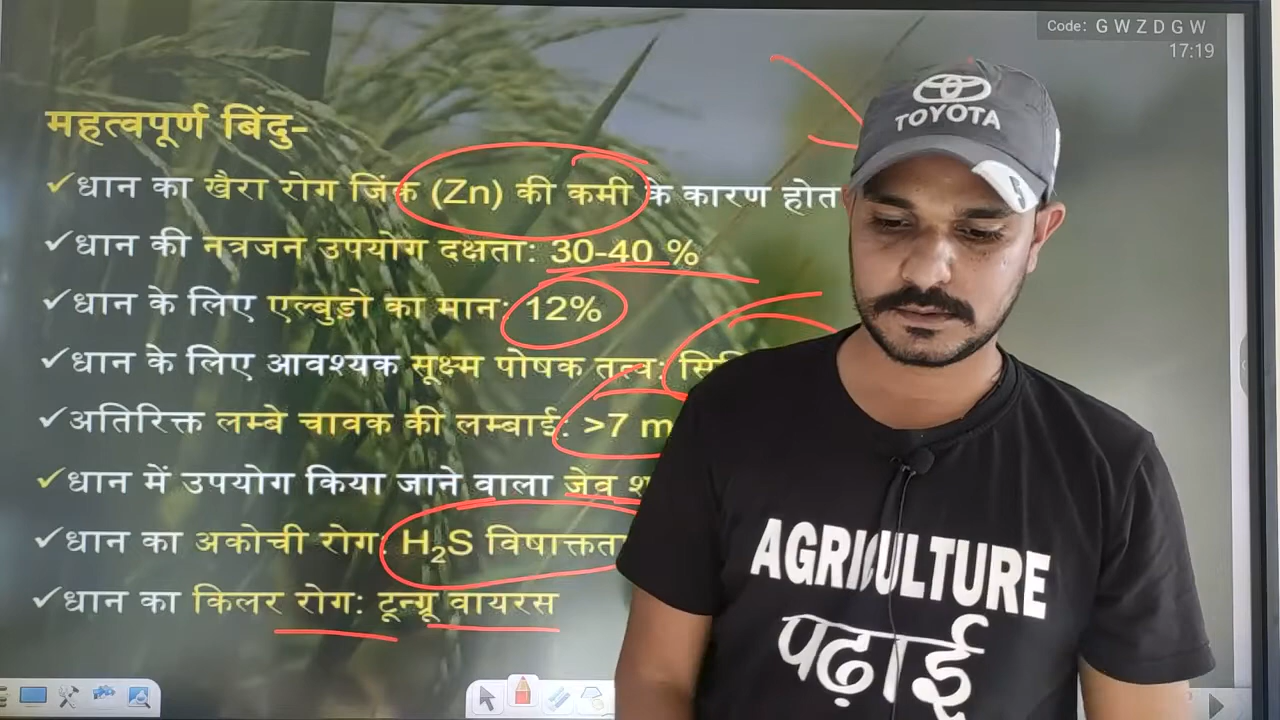 Code: G W Z D G W
17:19
महत्वपूर्ण बिंदु-
✓धान का खैरा रोग जिंक (Zn) की कमी के कारण
✓धान की नत्रजन उपयोग दक्षता: 30-40 %
✓धान के लिए एल्बुडो का मान: 12%
✓धान के लिए आवश्यक सूक्ष्म पोषक तत्व:
✓अतिरिक्त लम्बे चावक की लम्बाई: >7
✓धान में उपयोग किया जाने वाला जेव
✓धान का अकोची रोग: H₂S विषाक्तता
✓धान का किलर रोग: टून्ग्रू वायरस
TOYOTA
AGRICULTURE
पढ़ाई